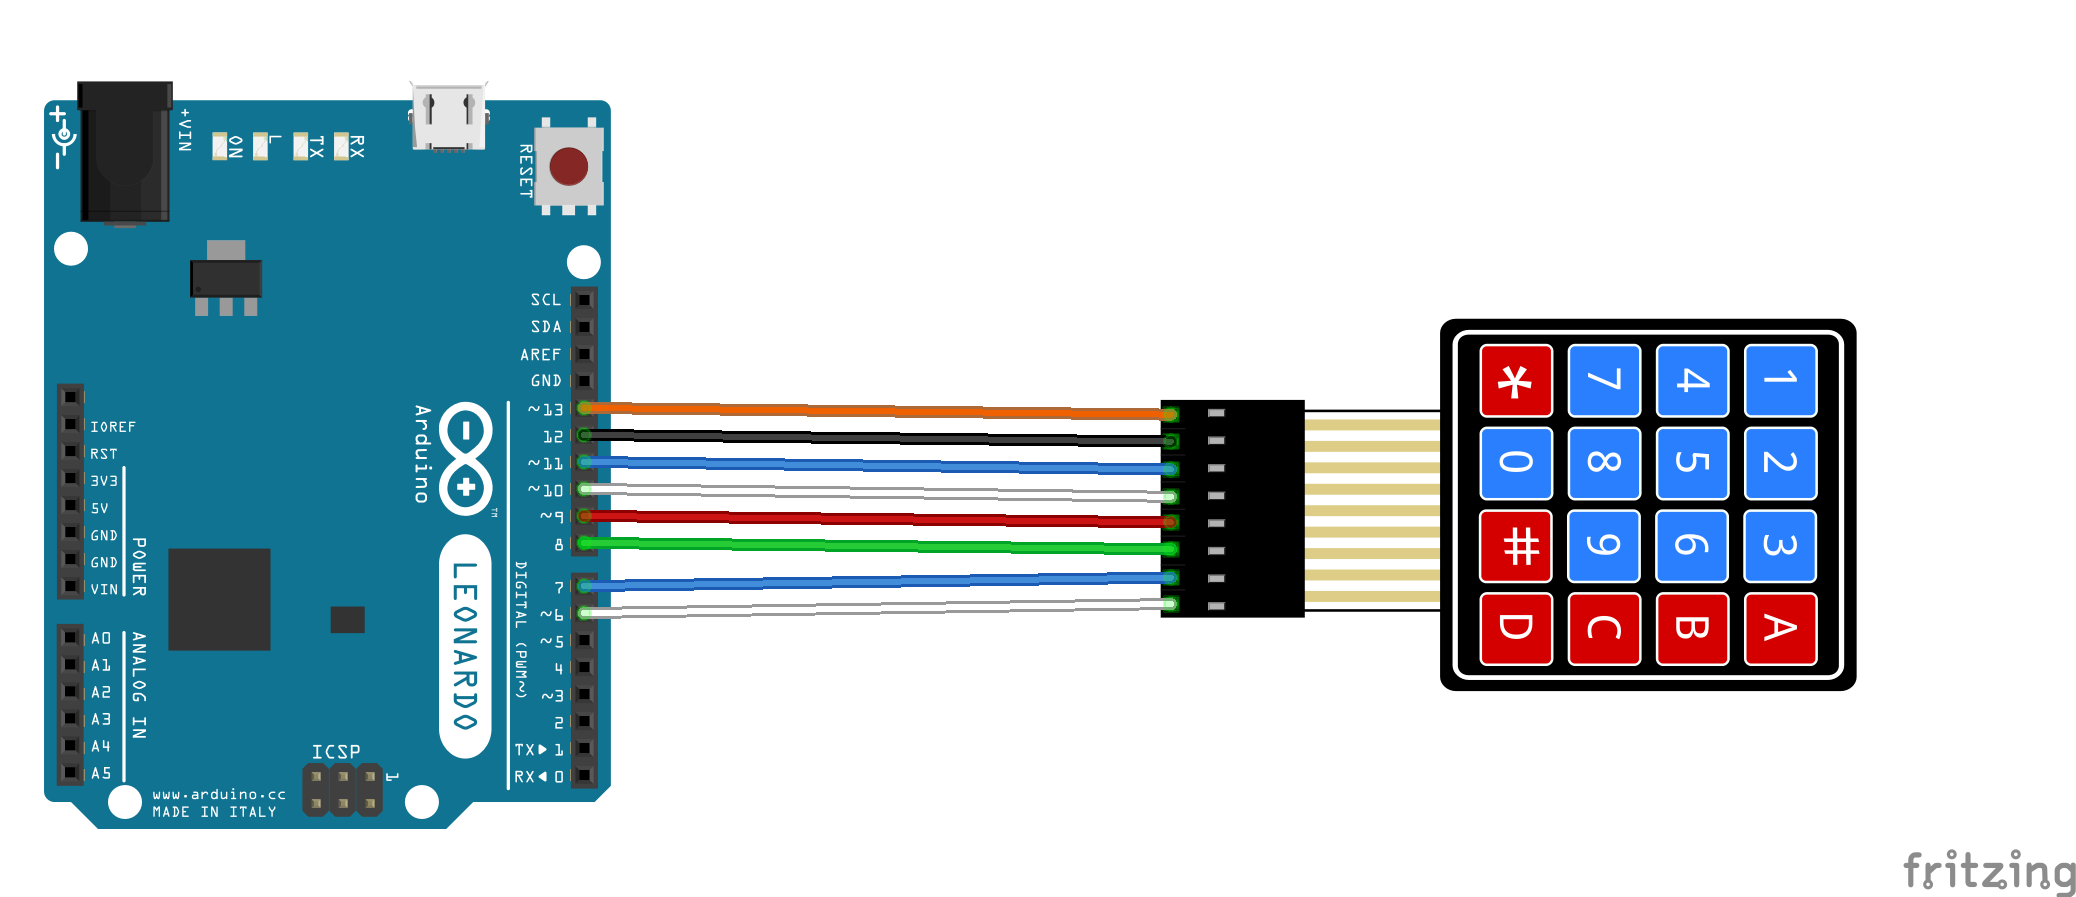 +VIN
ON
L
TX
RX
RESET
+
-
SCL
SDA
AREF
GND
~13
12
~11
~10
~9
8
7
~6
~5
4
~3
2
TX▶ 1
RX◀ 0
DIGITAL (PWM~)
Arduino
TM
LEONARDO
IOREF
RST
3V3
5V
GND
GND
VIN
POWER
A0
A1
A2
A3
A4
A5
ANALOG IN
ICSP
1
www.arduino.cc
MADE IN ITALY
* 7 4 1
0 8 5 2
# 9 6 3
D C B A
fritzing